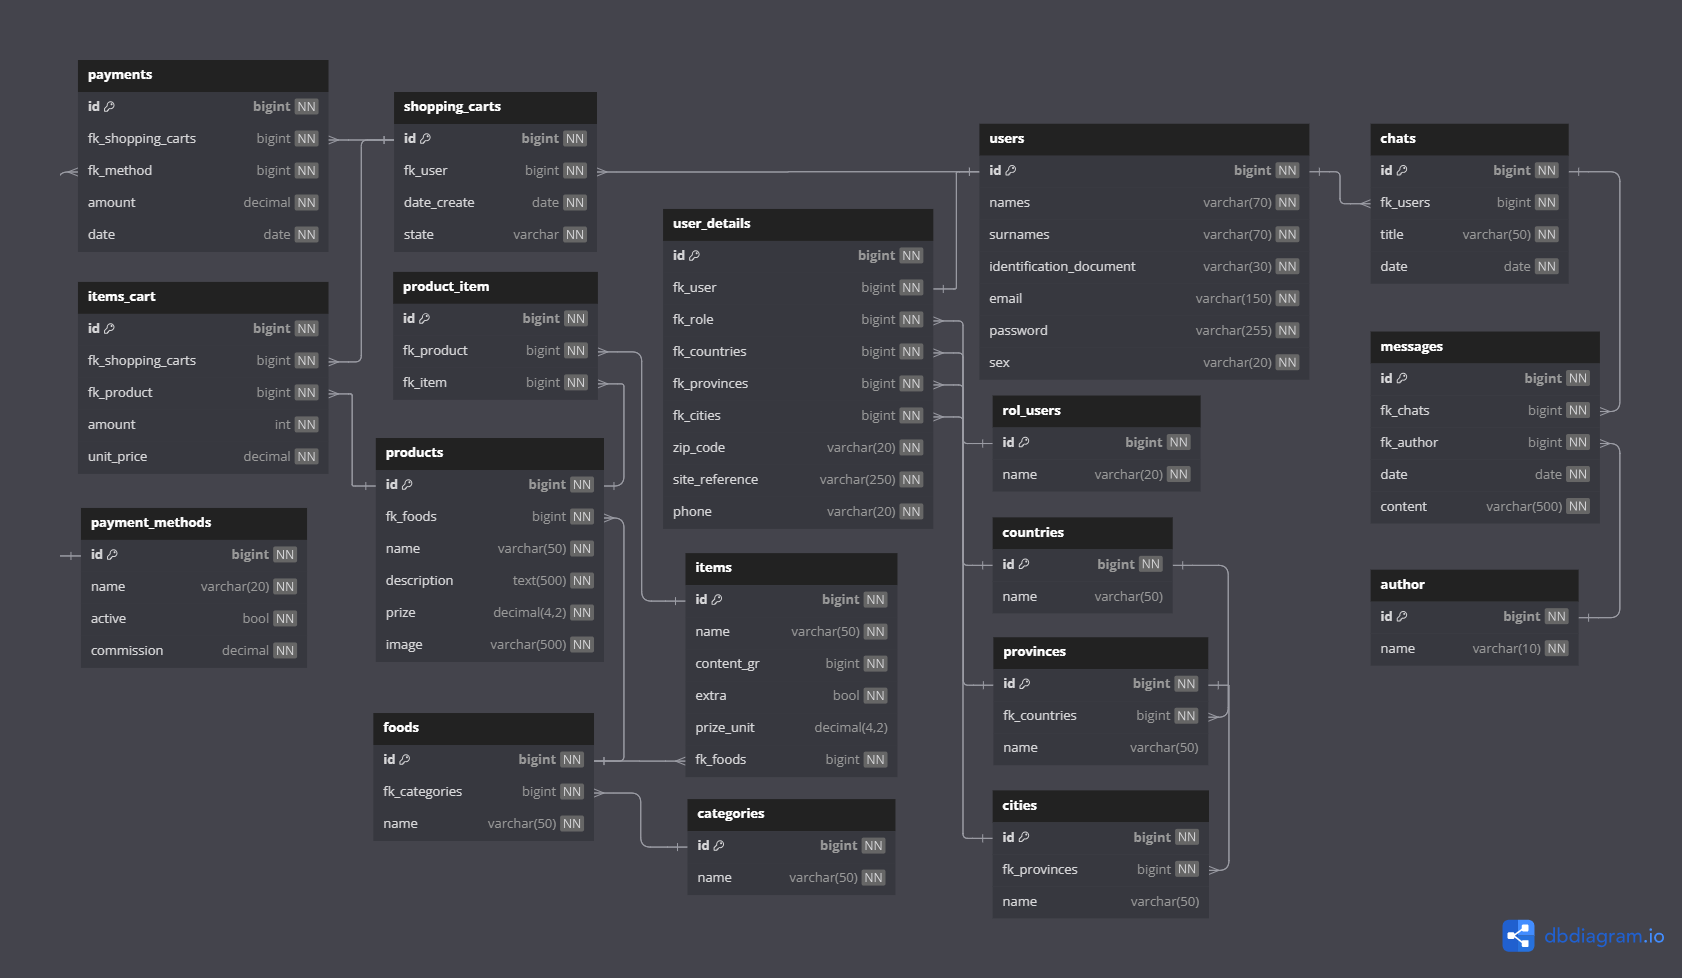 payments
id bigint NN
fk_shopping_carts bigint NN
fk_method bigint NN
amount decimal NN
date date NN
shopping_carts
id bigint NN
fk_user bigint NN
date_create date NN
state varchar NN
users
id bigint NN
names varchar(70) NN
surnames varchar(70) NN
identification_document varchar(30) NN
email varchar(150) NN
password varchar(255) NN
sex varchar(20) NN
chats
id bigint NN
fk_users bigint NN
title varchar(50) NN
date date NN
user_details
id bigint NN
fk_user bigint NN
fk_role bigint NN
fk_countries bigint NN
fk_provinces bigint NN
fk_cities bigint NN
zip_code varchar(20) NN
site_reference varchar(250) NN
phone varchar(20) NN
items_cart
id bigint NN
fk_shopping_carts bigint NN
fk_product bigint NN
amount int NN
unit_price decimal NN
product_item
id bigint NN
fk_product bigint NN
fk_item bigint NN
messages
id bigint NN
fk_chats bigint NN
fk_author bigint NN
date date NN
content varchar(500) NN
rol_users
id bigint NN
name varchar(20) NN
products
id bigint NN
fk_foods bigint NN
name varchar(50) NN
description text(500) NN
prize decimal(4,2) NN
image varchar(500) NN
payment_methods
id bigint NN
name varchar(20) NN
active bool NN
commission decimal NN
countries
id bigint NN
name varchar(50)
items
id bigint NN
name varchar(50) NN
content_gr bigint NN
extra bool NN
prize_unit decimal(4,2)
fk_foods bigint NN
author
id bigint NN
name varchar(10) NN
provinces
id bigint NN
fk_countries bigint NN
name varchar(50)
foods
id bigint NN
fk_categories bigint NN
name varchar(50) NN
categories
id bigint NN
name varchar(50) NN
cities
id bigint NN
fk_provinces bigint NN
name varchar(50)
dbdiagram.io